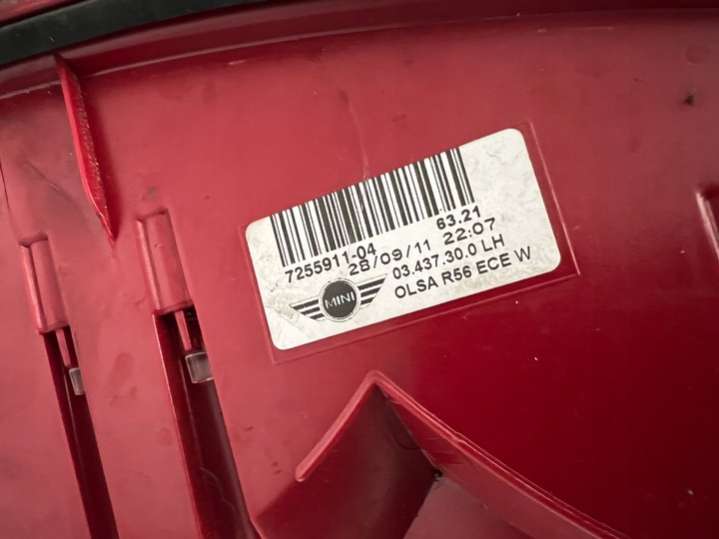 7255911-04 63.21
28/09/11 22:07
03.437.30.0 LH
MINI OLSA R56 ECE W